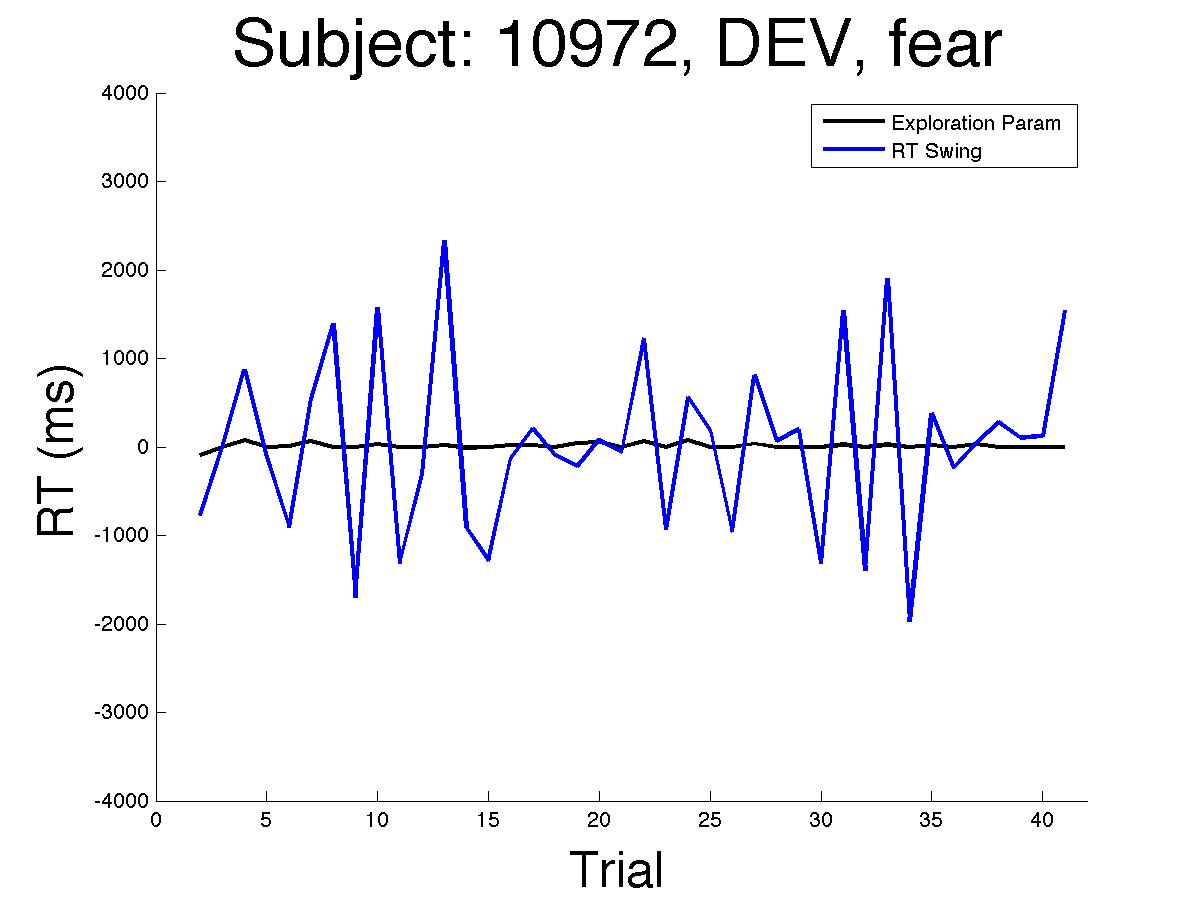 Subject: 10972, DEV, fear
4000
3000
2000
1000
0
-1000
-2000
-3000
-4000
RT (ms)
Exploration Param
RT Swing
0 5 10 15 20 25 30 35 40
Trial